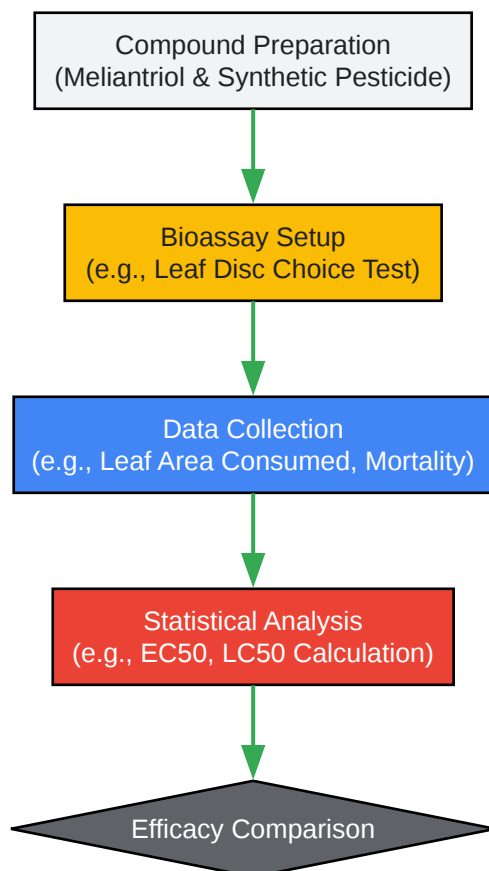 Compound Preparation
(Meliantriol & Synthetic Pesticide)
Bioassay Setup
(e.g., Leaf Disc Choice Test)
Data Collection
(e.g., Leaf Area Consumed, Mortality)
Statistical Analysis
(e.g., EC50, LC50 Calculation)
Efficacy Comparison